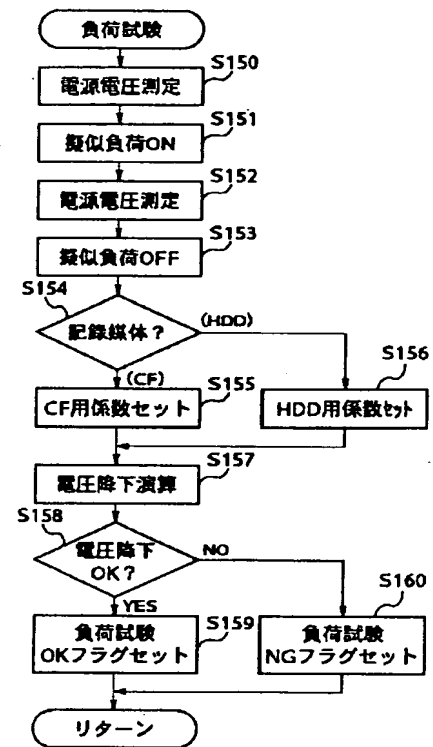 負荷試験
S150
電源電圧測定
S151
擬似負荷ON
S152
電源電圧測定
S153
擬似負荷OFF
S154
記録媒体？
(HDD)
(CF)
S155
CF用係数セット
S156
HDD用係数ｾｯﾄ
S157
電圧降下演算
S158
電圧降下
OK？
NO
YES
S159
負荷試験
OKフラグセット
S160
負荷試験
NGフラグセット
リターン